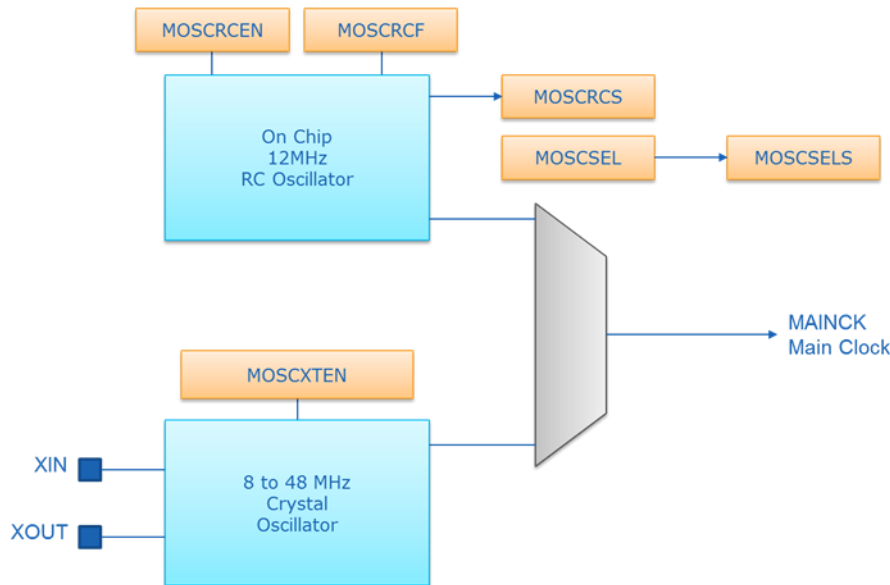 MOSCRCEN
MOSCRCF
On Chip
12MHz
RC Oscillator
MOSCRCS
MOSCSEL
MOSCSELS
MAINCK
Main Clock
MOSCXTEN
XIN
XOUT
8 to 48 MHz
Crystal
Oscillator